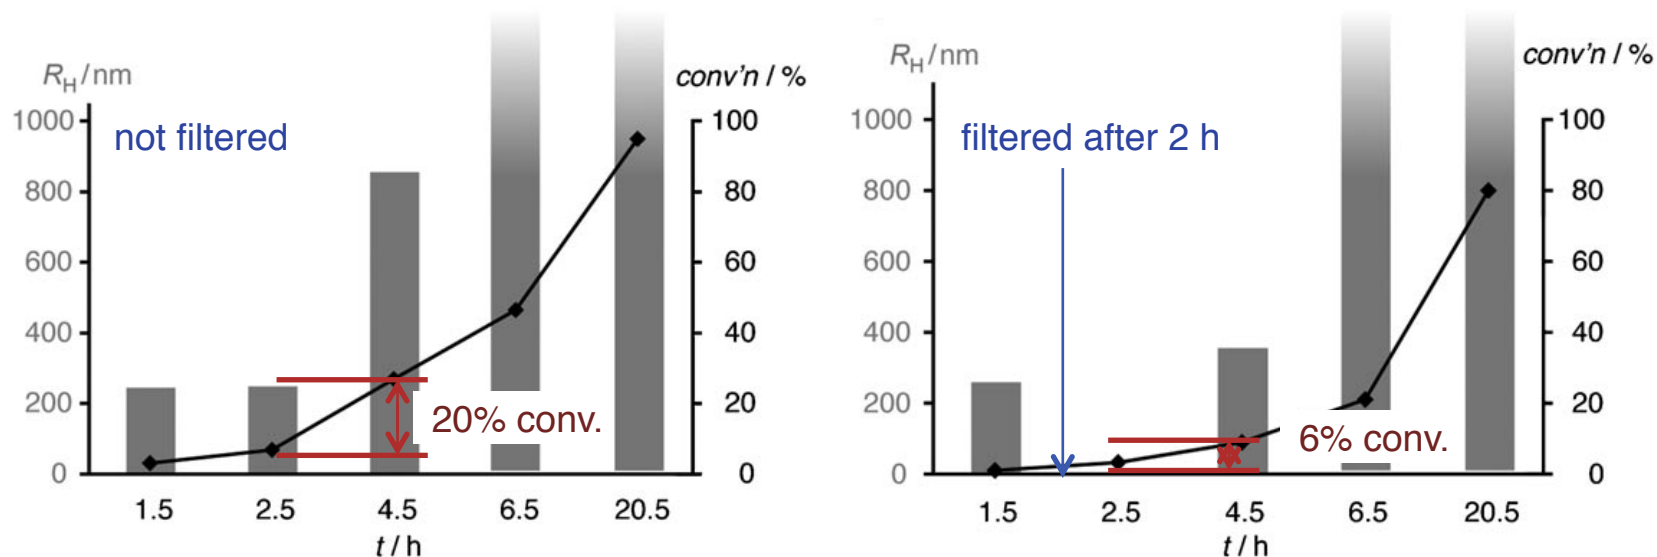 R_H / nm
conv'n / %
1000
800
600
400
200
0
not filtered
20% conv.
100
80
60
40
20
0
1.5 2.5 4.5 6.5 20.5
t / h
R_H / nm
conv'n / %
1000
800
600
400
200
0
filtered after 2 h
6% conv.
100
80
60
40
20
0
1.5 2.5 4.5 6.5 20.5
t / h